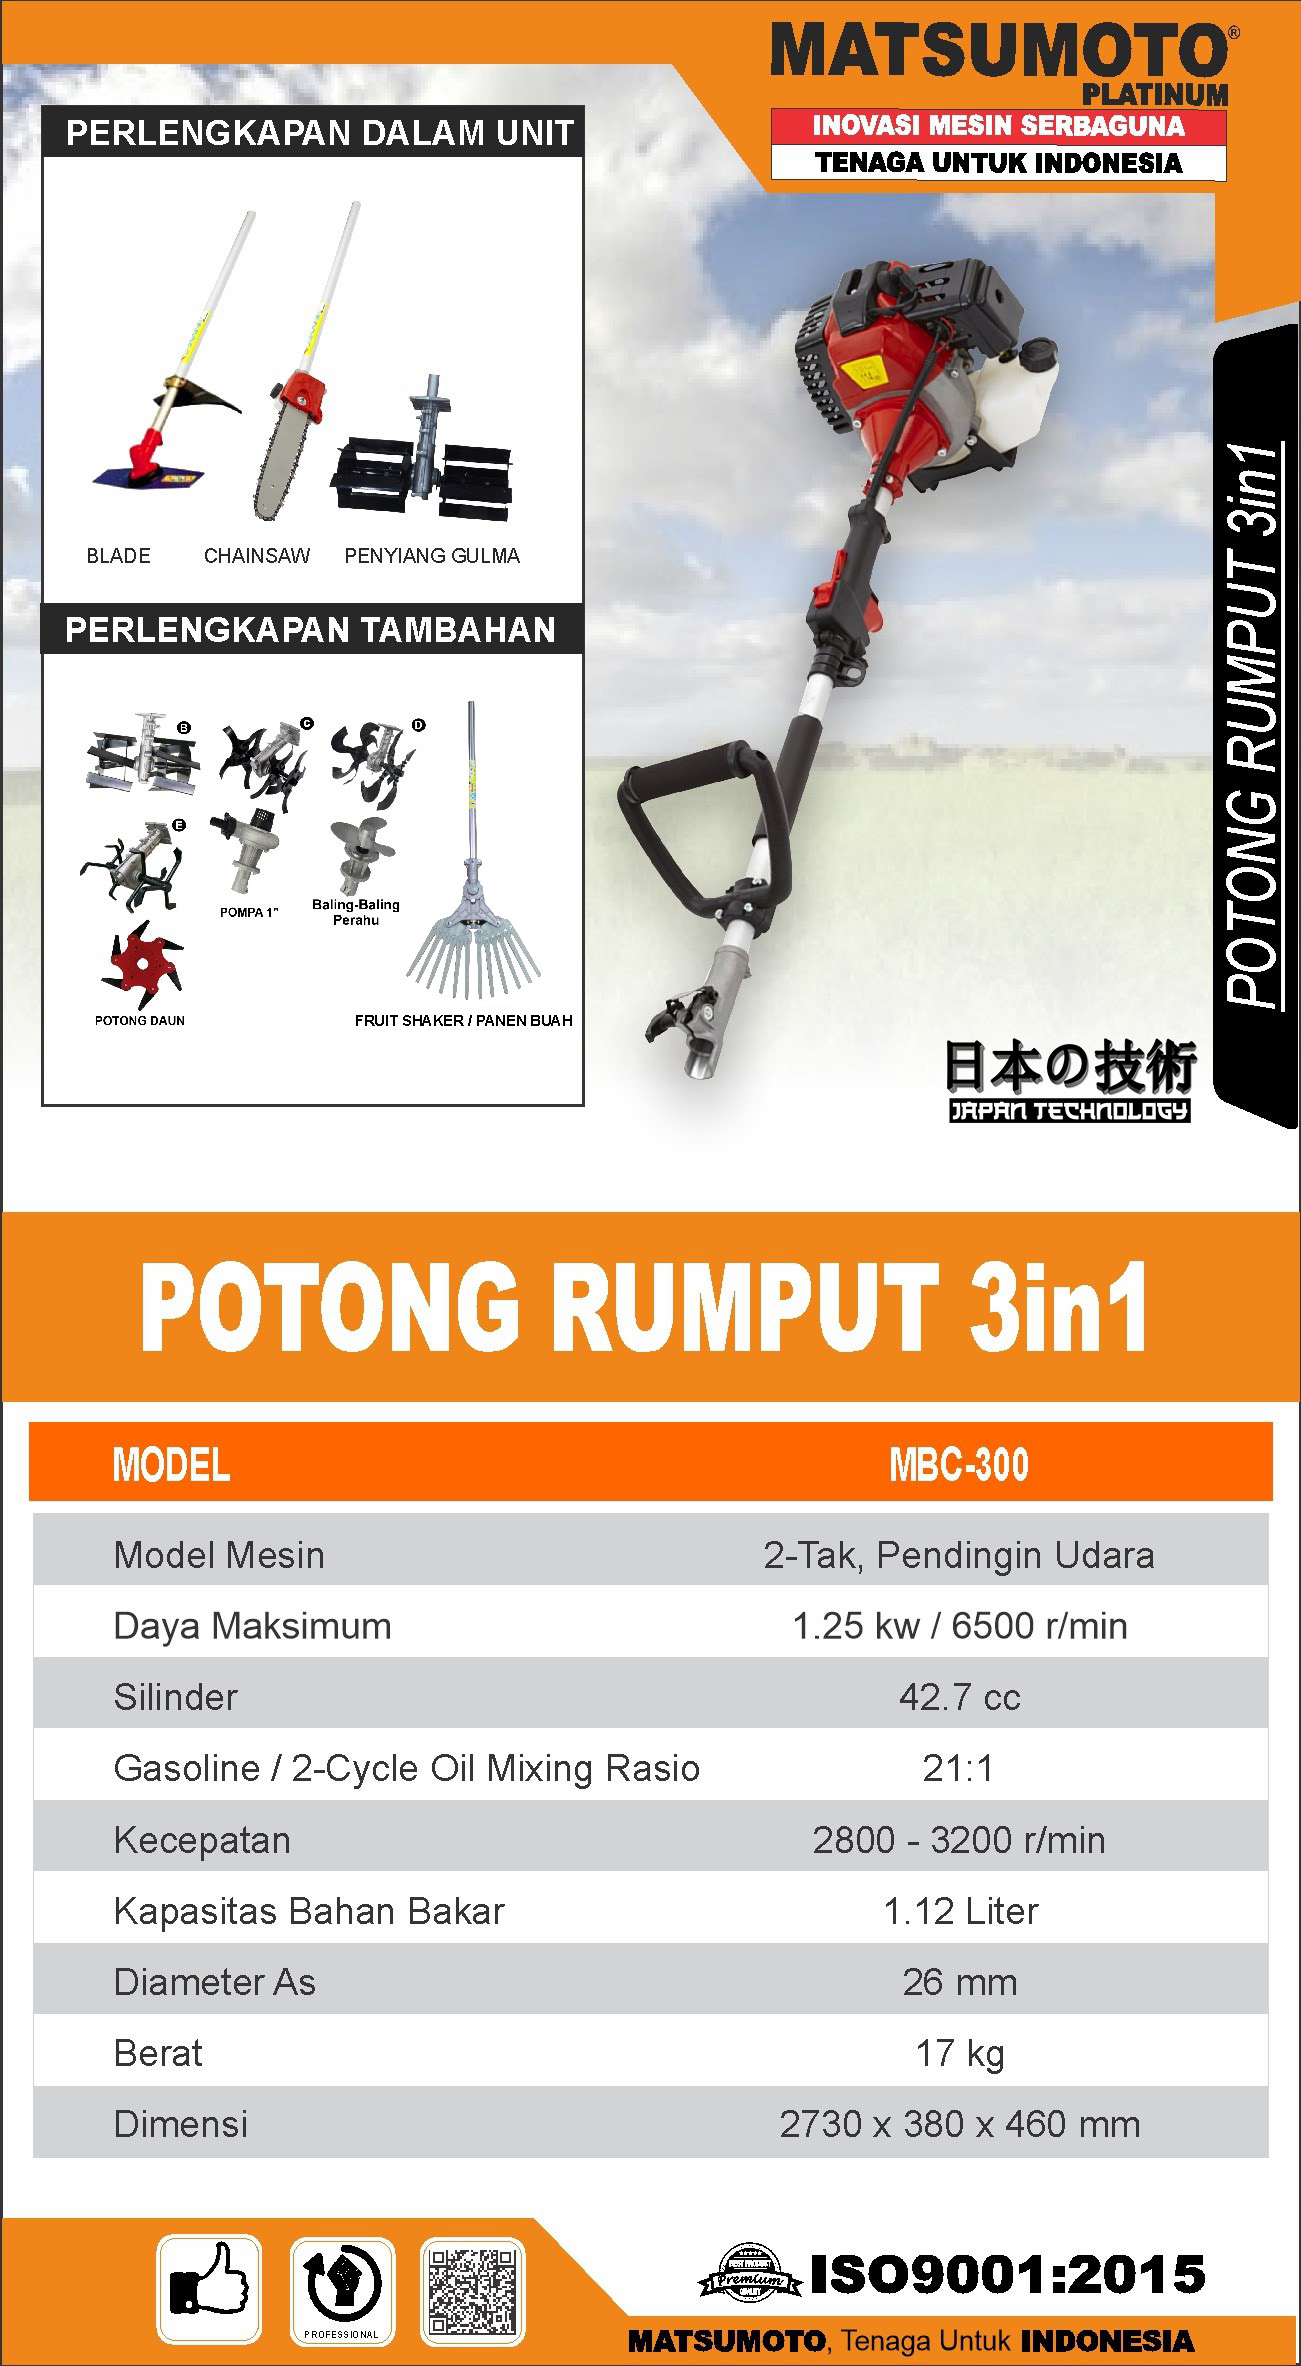 MATSUMOTO®
PLATINUM
INOVASI MESIN SERBAGUNA
TENAGA UNTUK INDONESIA
PERLENGKAPAN DALAM UNIT
BLADE CHAINSAW PENYIANG GULMA
PERLENGKAPAN TAMBAHAN
B C D
E
POMPA 1"
Baling-Baling
Perahu
POTONG DAUN
FRUIT SHAKER / PANEN BUAH
POTONG RUMPUT 3in1
日本の技術
JAPAN TECHNOLOGY
POTONG RUMPUT 3in1
MODEL MBC-300
Model Mesin 2-Tak, Pendingin Udara
Daya Maksimum 1.25 kw / 6500 r/min
Silinder 42.7 cc
Gasoline / 2-Cycle Oil Mixing Rasio 21:1
Kecepatan 2800 - 3200 r/min
Kapasitas Bahan Bakar 1.12 Liter
Diameter As 26 mm
Berat 17 kg
Dimensi 2730 x 380 x 460 mm
PROFESSIONAL
Premium
QUALITY
ISO9001:2015
MATSUMOTO, Tenaga Untuk INDONESIA